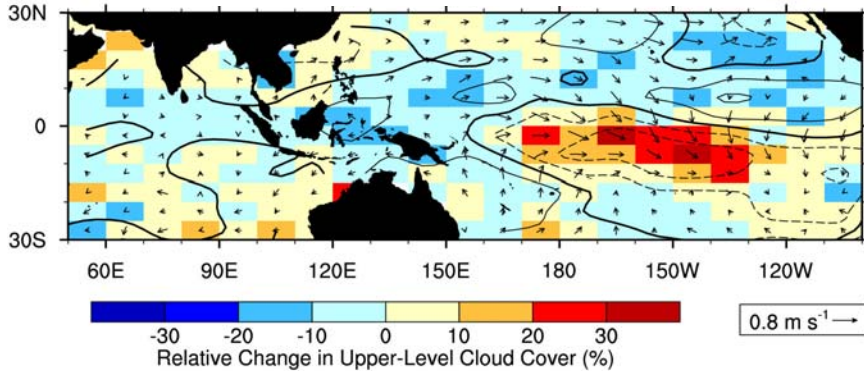 30N
0
30S
60E 90E 120E 150E 180 150W 120W
-30 -20 -10 0 10 20 30
Relative Change in Upper-Level Cloud Cover (%)
0.8 m s⁻¹